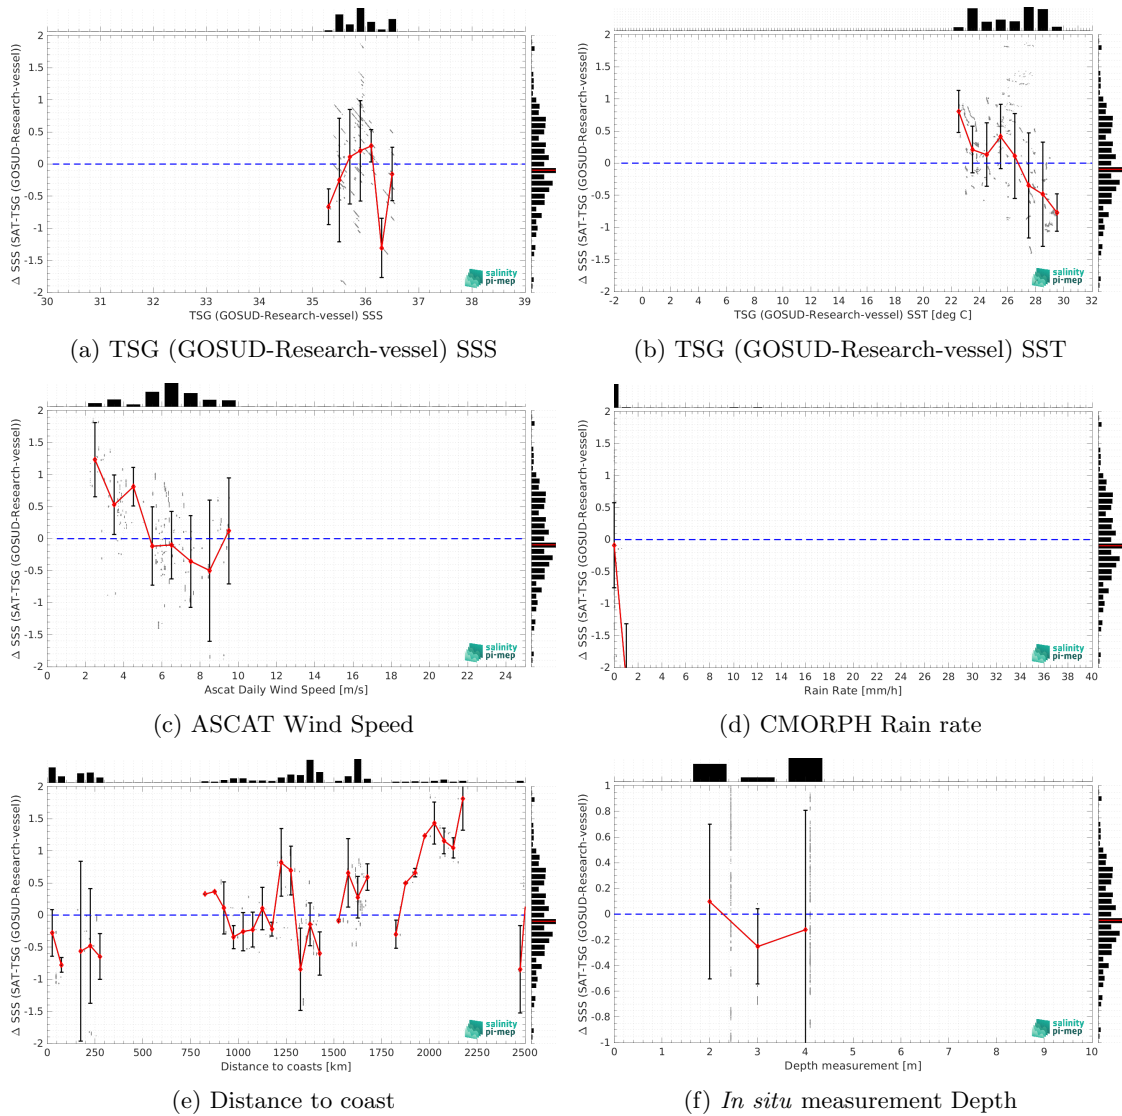 Δ SSS (SAT-TSG (GOSUD-Research-vessel))
2
1.5
1
0.5
0
-0.5
-1
-1.5
-2
30 31 32 33 34 35 36 37 38 39
TSG (GOSUD-Research-vessel) SSS
salinity
pi-mep
(a) TSG (GOSUD-Research-vessel) SSS
Δ SSS (SAT-TSG (GOSUD-Research-vessel))
2
1.5
1
0.5
0
-0.5
-1
-1.5
-2
-2 0 2 4 6 8 10 12 14 16 18 20 22 24 26 28 30 32
TSG (GOSUD-Research-vessel) SST [deg C]
salinity
pi-mep
(b) TSG (GOSUD-Research-vessel) SST
Δ SSS (SAT-TSG (GOSUD-Research-vessel))
2
1.5
1
0.5
0
-0.5
-1
-1.5
-2
0 2 4 6 8 10 12 14 16 18 20 22 24
Ascat Daily Wind Speed [m/s]
salinity
pi-mep
(c) ASCAT Wind Speed
Δ SSS (SAT-TSG (GOSUD-Research-vessel))
2
1.5
1
0.5
0
-0.5
-1
-1.5
-2
0 2 4 6 8 10 12 14 16 18 20 22 24 26 28 30 32 34 36 38 40
Rain Rate [mm/h]
salinity
pi-mep
(d) CMORPH Rain rate
Δ SSS (SAT-TSG (GOSUD-Research-vessel))
2
1.5
1
0.5
0
-0.5
-1
-1.5
-2
0 250 500 750 1000 1250 1500 1750 2000 2250 2500
Distance to coasts [km]
salinity
pi-mep
(e) Distance to coast
Δ SSS (SAT-TSG (GOSUD-Research-vessel))
1
0.8
0.6
0.4
0.2
0
-0.2
-0.4
-0.6
-0.8
-1
0 1 2 3 4 5 6 7 8 9 10
Depth measurement [m]
salinity
pi-mep
(f) In situ measurement Depth